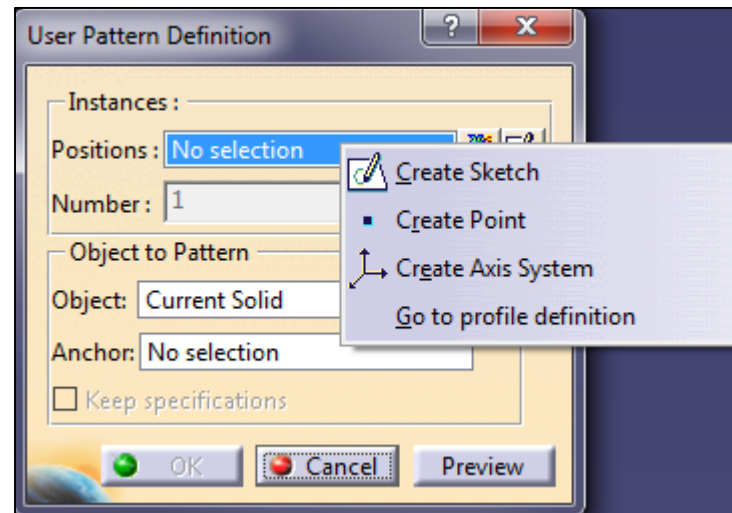 User Pattern Definition
?
X
Instances :
Positions : No selection
Create Sketch
Number : 1
Create Point
Object to Pattern
Create Axis System
Object: Current Solid
Go to profile definition
Anchor: No selection
Keep specifications
OK Cancel Preview